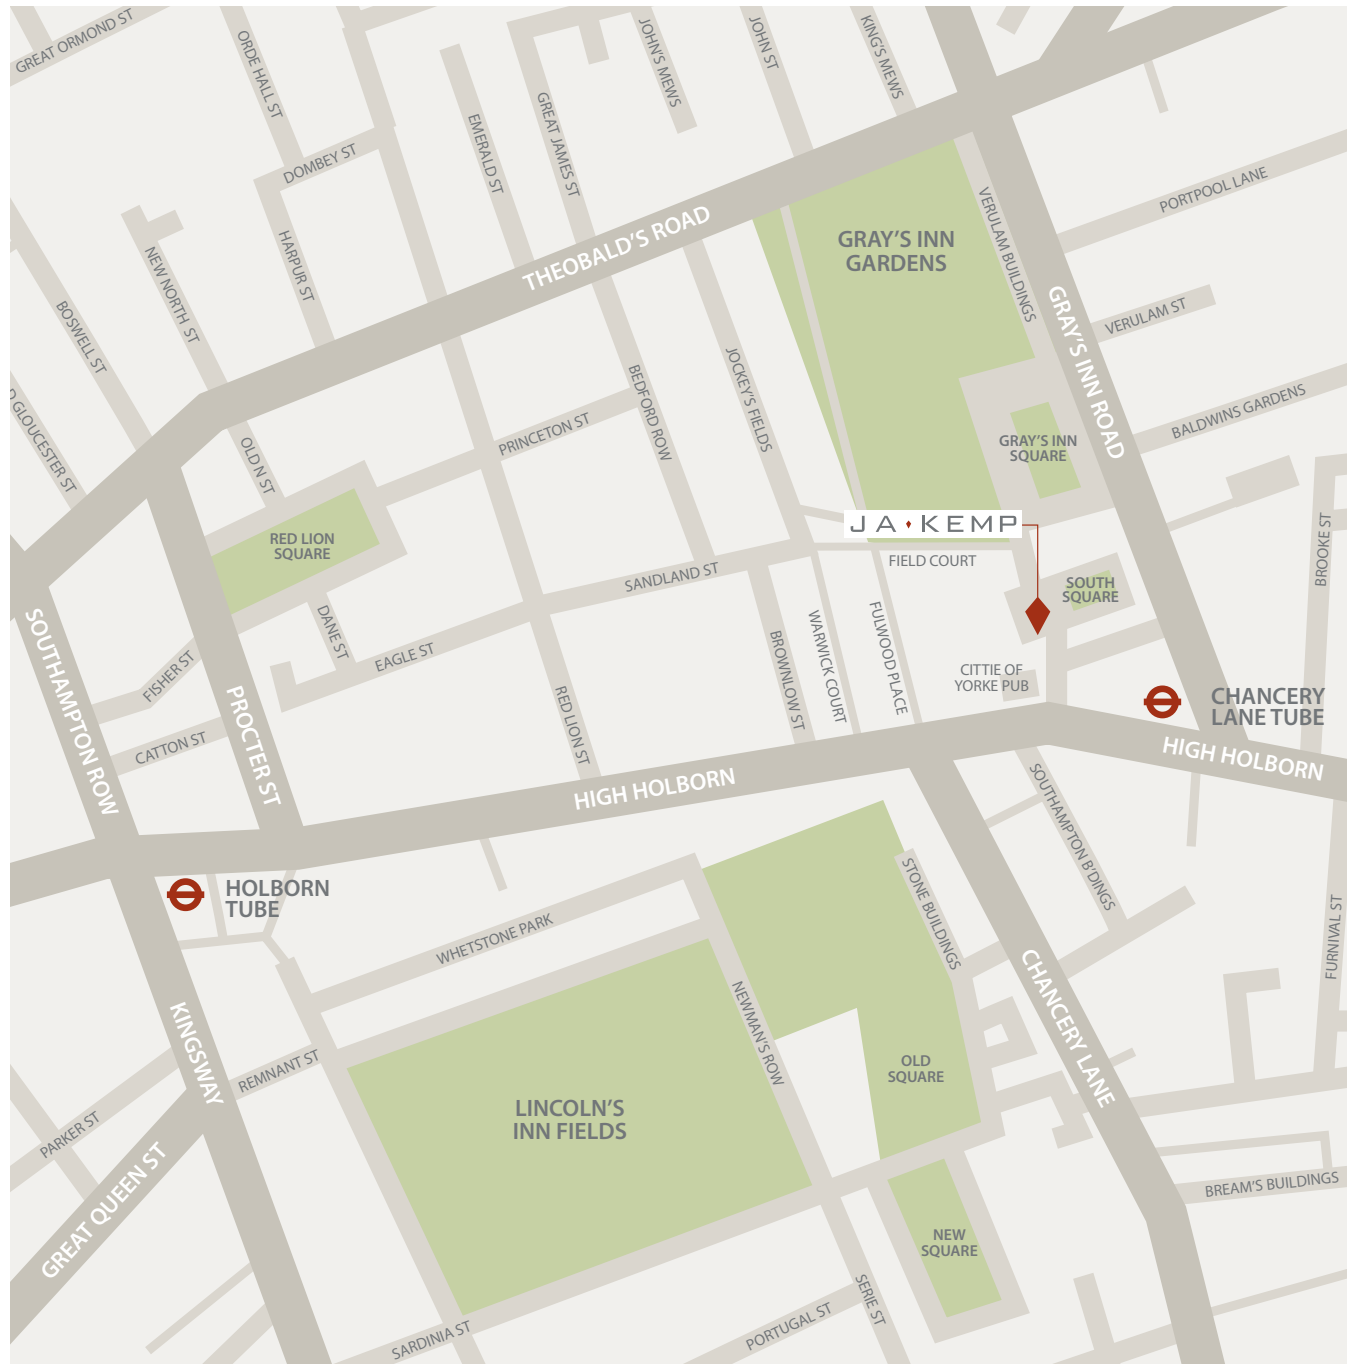 GREAT ORMOND ST
ORDE HALL ST
JOHN'S MEWS
JOHN ST
KING'S MEWS
EMERALD ST
GREAT JAMES ST
DOMBEY ST
PORTPOOL LANE
HARPUR ST
NEW NORTH ST
THEOBALD'S ROAD
GRAY'S INN
GARDENS
VERULAM BUILDINGS
BOSWELL ST
GRAY'S INN ROAD
VERULAM ST
GLOUCESTER ST
BEDFORD ROW
JOCKEY'S FIELDS
PRINCETON ST
BALDWINS GARDENS
OLD N ST
GRAY'S INN
SQUARE
RED LION
SQUARE
JA KEMP
BROOKE ST
FIELD COURT
SANDLAND ST
SOUTH
SQUARE
SOUTHAMPTON ROW
DANE ST
EAGLE ST
BROWNLOW ST
WARWICK COURT
FULWOOD PLACE
FISHER ST
CITTIE OF
YORKE PUB
PROCTER ST
RED LION ST
CHANCERY
LANE TUBE
CATTON ST
HIGH HOLBORN
HIGH HOLBORN
SOUTHAMPTON B'DINGS
HOLBORN
TUBE
WHETSTONE PARK
STONE BUILDINGS
FURNIVAL ST
NEWMAN'S ROW
CHANCERY LANE
KINGSWAY
REMNANT ST
OLD
SQUARE
LINCOLN'S
INN FIELDS
PARKER ST
GREAT QUEEN ST
BREAM'S BUILDINGS
NEW
SQUARE
SERIE ST
PORTUGAL ST
SARDINIA ST